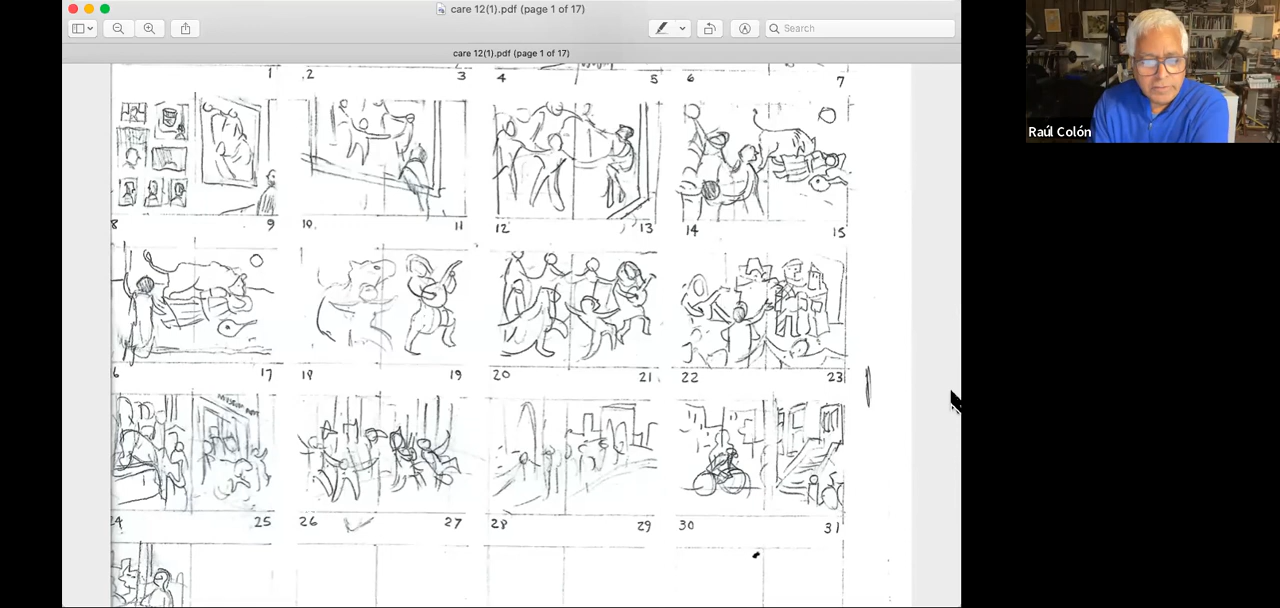 care 12(1).pdf (page 1 of 17)
Search
care 12(1).pdf (page 1 of 17)
Raúl Colón
1 2 3 4 5 6 7
8 9 10. 11 12 13 14 15
6 17 18 19 20 21 22 23
24 25 26 27 28 29 30 31